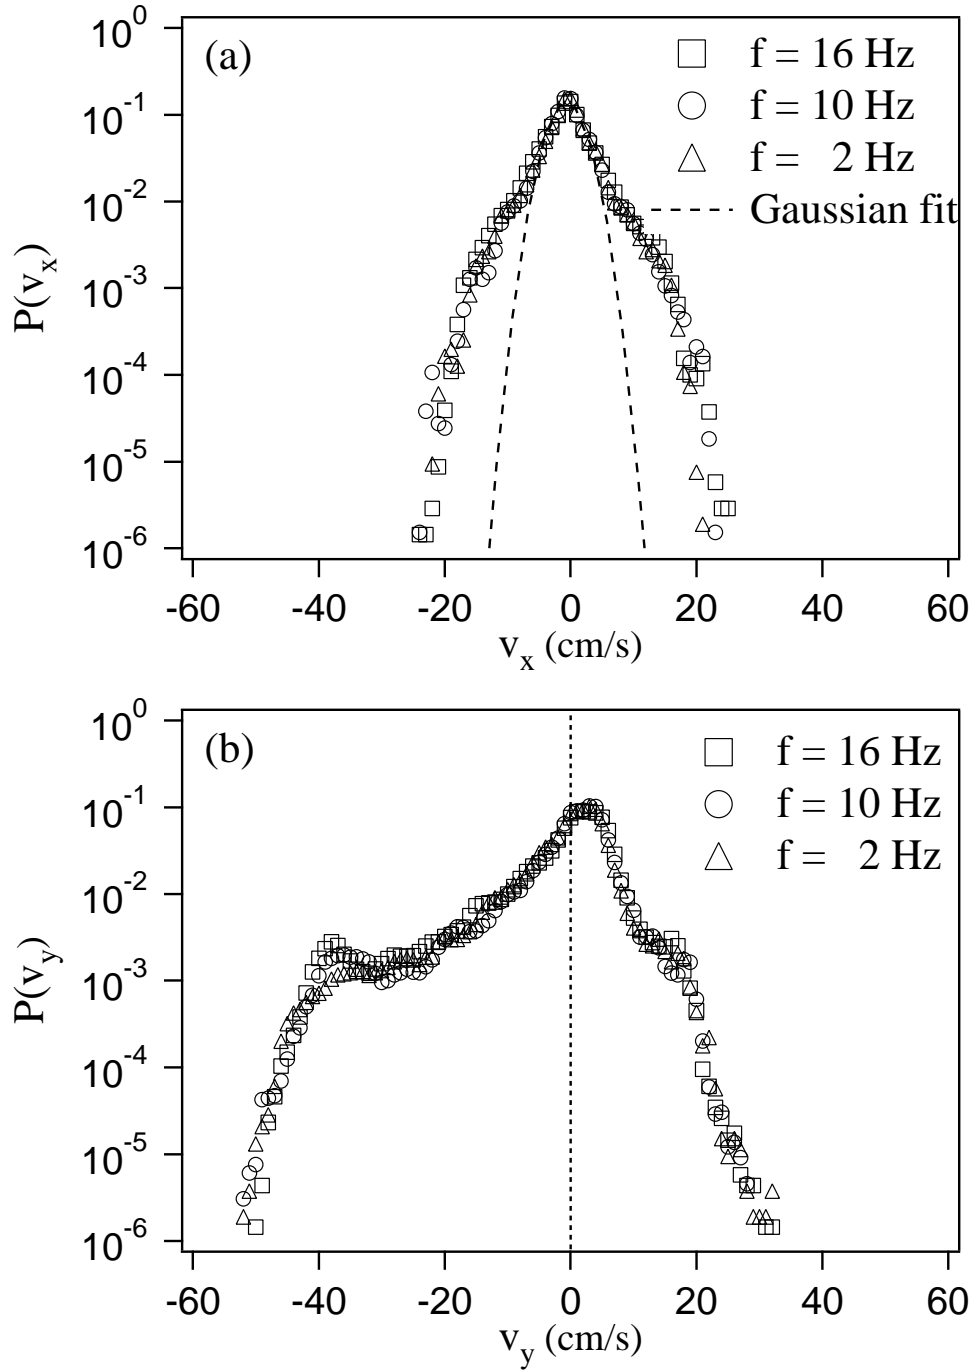 (a)
f = 16 Hz
f = 10 Hz
f = 2 Hz
Gaussian fit
P(v_x)
10^0
10^-1
10^-2
10^-3
10^-4
10^-5
10^-6
-60 -40 -20 0 20 40 60
v_x (cm/s)
(b)
f = 16 Hz
f = 10 Hz
f = 2 Hz
P(v_y)
10^0
10^-1
10^-2
10^-3
10^-4
10^-5
10^-6
-60 -40 -20 0 20 40 60
v_y (cm/s)